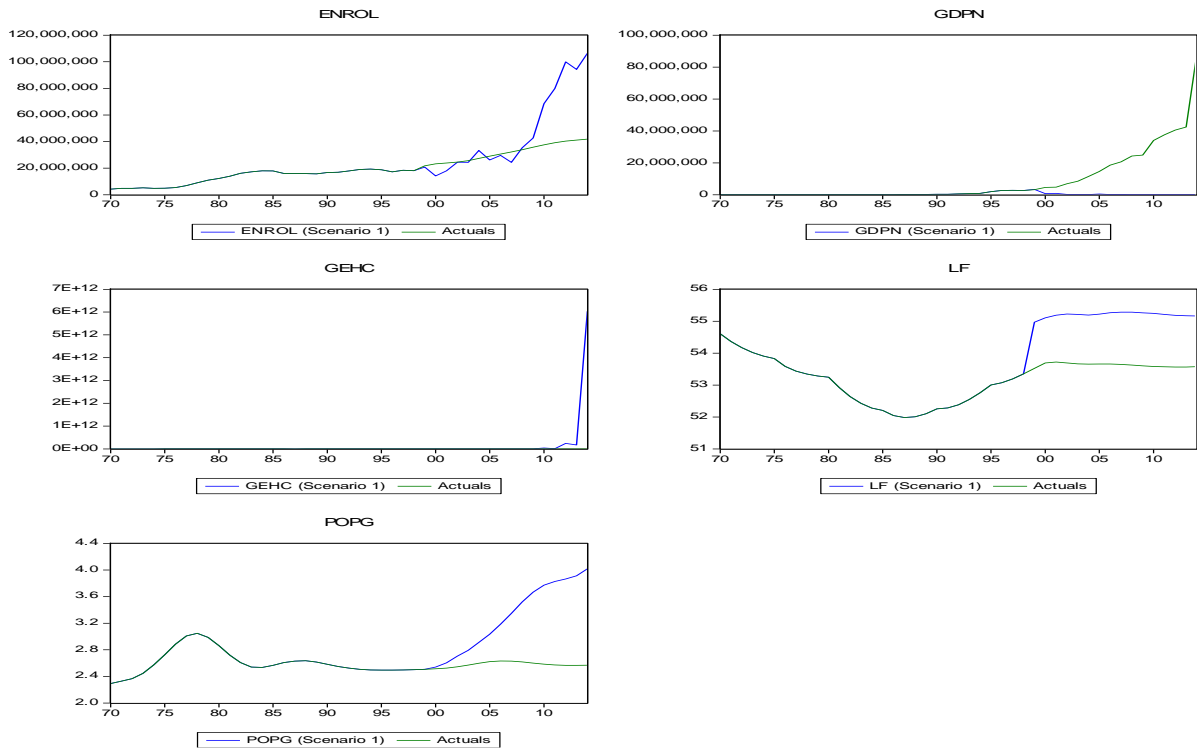 ENROL
120,000,000
100,000,000
80,000,000
60,000,000
40,000,000
20,000,000
0
70 75 80 85 90 95 00 05 10
ENROL (Scenario 1) Actuals
GDPN
100,000,000
80,000,000
60,000,000
40,000,000
20,000,000
0
70 75 80 85 90 95 00 05 10
GDPN (Scenario 1) Actuals
GEHC
7E+12
6E+12
5E+12
4E+12
3E+12
2E+12
1E+12
0E+00
70 75 80 85 90 95 00 05 10
GEHC (Scenario 1) Actuals
LF
56
55
54
53
52
51
70 75 80 85 90 95 00 05 10
LF (Scenario 1) Actuals
POPG
4.4
4.0
3.6
3.2
2.8
2.4
2.0
70 75 80 85 90 95 00 05 10
POPG (Scenario 1) Actuals